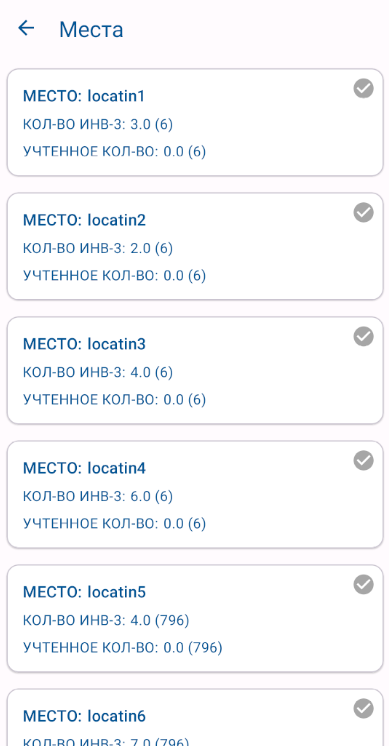 Места
МЕСТО: locatin1
КОЛ-ВО ИНВ-З: 3.0 (6)
УЧТЕННОЕ КОЛ-ВО: 0.0 (6)
МЕСТО: locatin2
КОЛ-ВО ИНВ-З: 2.0 (6)
УЧТЕННОЕ КОЛ-ВО: 0.0 (6)
МЕСТО: locatin3
КОЛ-ВО ИНВ-З: 4.0 (6)
УЧТЕННОЕ КОЛ-ВО: 0.0 (6)
МЕСТО: locatin4
КОЛ-ВО ИНВ-З: 6.0 (6)
УЧТЕННОЕ КОЛ-ВО: 0.0 (6)
МЕСТО: locatin5
КОЛ-ВО ИНВ-З: 4.0 (796)
УЧТЕННОЕ КОЛ-ВО: 0.0 (796)
МЕСТО: locatin6
КОЛ-ВО ИНВ-З: 7.0 (796)